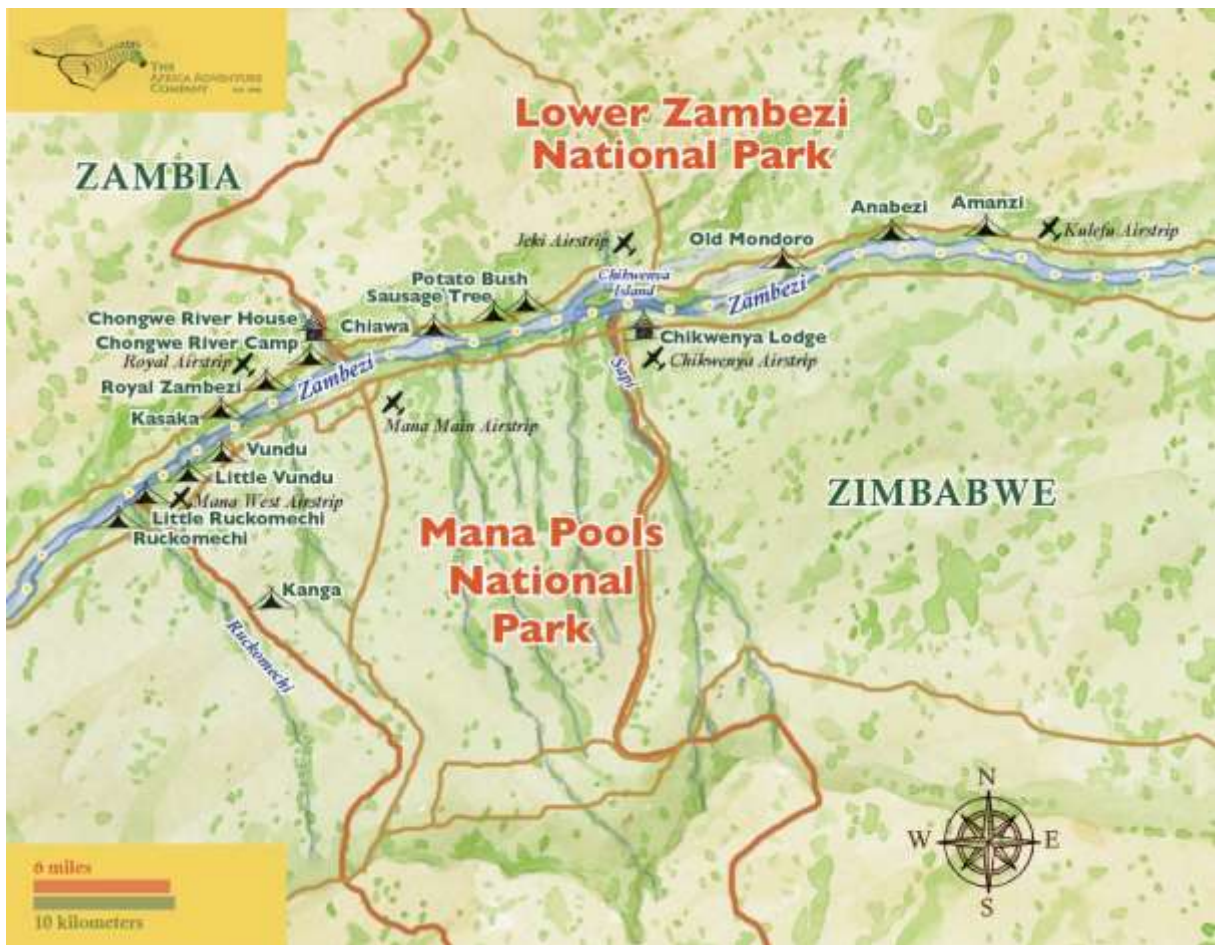 THE
AFRICA ADVENTURE
COMPANY
Lower Zambezi
National Park
ZAMBIA
Anabezi
Amanzi
Kulefu Airstrip
Jeki Airstrip
Old Mondoro
Potato Bush
Sausage Tree
Chikwenya
Island
Zambezi
Chongwe River House
Chiawa
Chikwenya Lodge
Chongwe River Camp
Royal Airstrip
Zambezi
Sapi
Chikwenya Airstrip
Royal Zambezi
Kasaka
Mana Main Airstrip
Vundu
Little Vundu
Mana West Airstrip
Little Ruckomechi
Ruckomechi
ZIMBABWE
Mana Pools
National
Park
Kanga
Ruckomechi
N
W
E
S
6 miles
10 kilometers